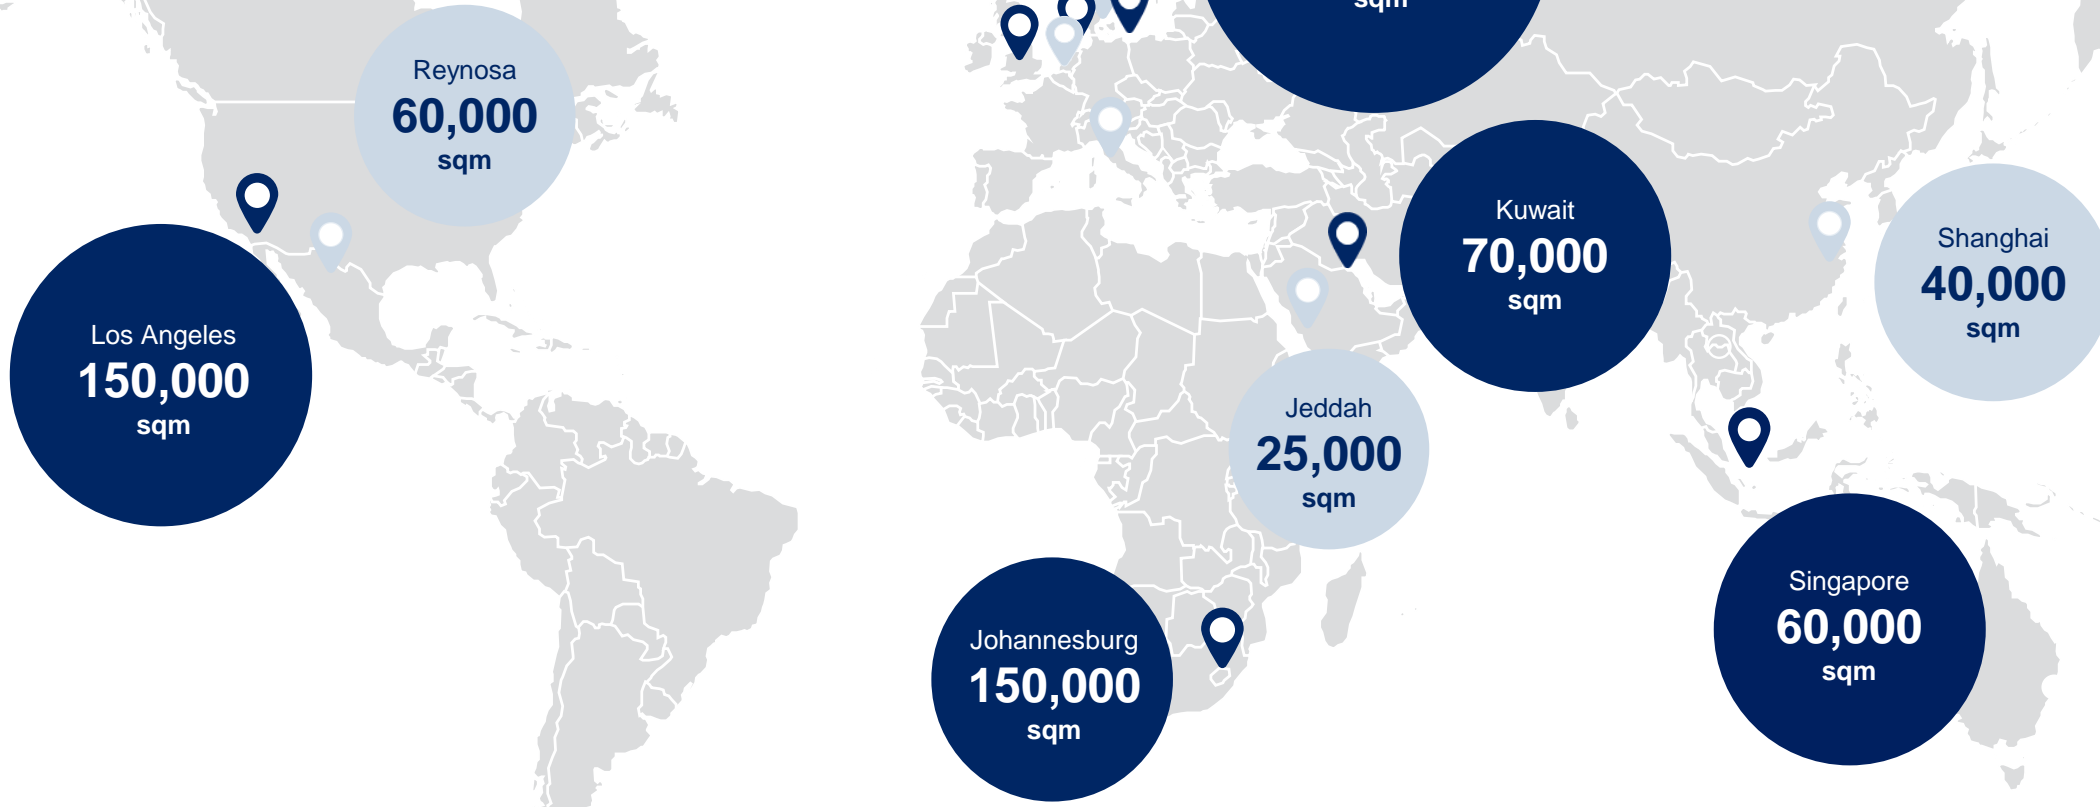 sqm
Reynosa
60,000
sqm
Los Angeles
150,000
sqm
Kuwait
70,000
sqm
Shanghai
40,000
sqm
Jeddah
25,000
sqm
Johannesburg
150,000
sqm
Singapore
60,000
sqm